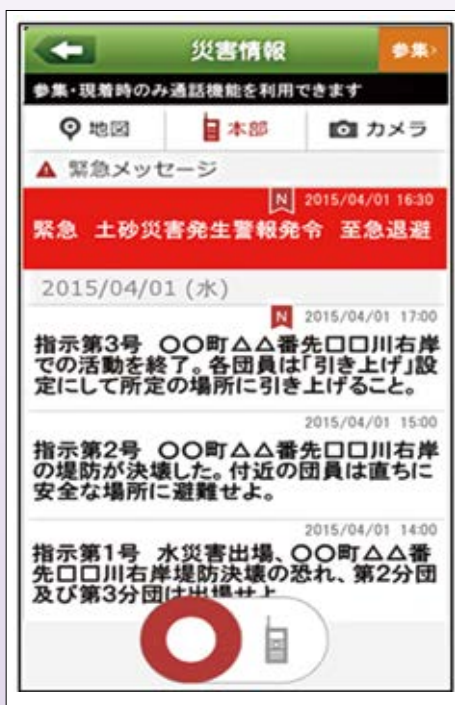 災害情報
参集›
参集・現着時のみ通話機能を利用できます
地図
本部
カメラ
緊急メッセージ
N 2015/04/01 16:30
緊急　土砂災害発生警報発令　至急退避
2015/04/01 (水)
N 2015/04/01 17:00
指示第3号　〇〇町△△番先□□川右岸
での活動を終了。各団員は「引き上げ」設
定にして所定の場所に引き上げること。
2015/04/01 15:00
指示第2号　〇〇町△△番先□□川右岸
の堤防が決壊した。付近の団員は直ちに
安全な場所に避難せよ。
2015/04/01 14:00
指示第1号　水災害出場、〇〇町△△番
先□□川右岸堤防決壊の恐れ、第2分団
及び第3分団は出場せよ